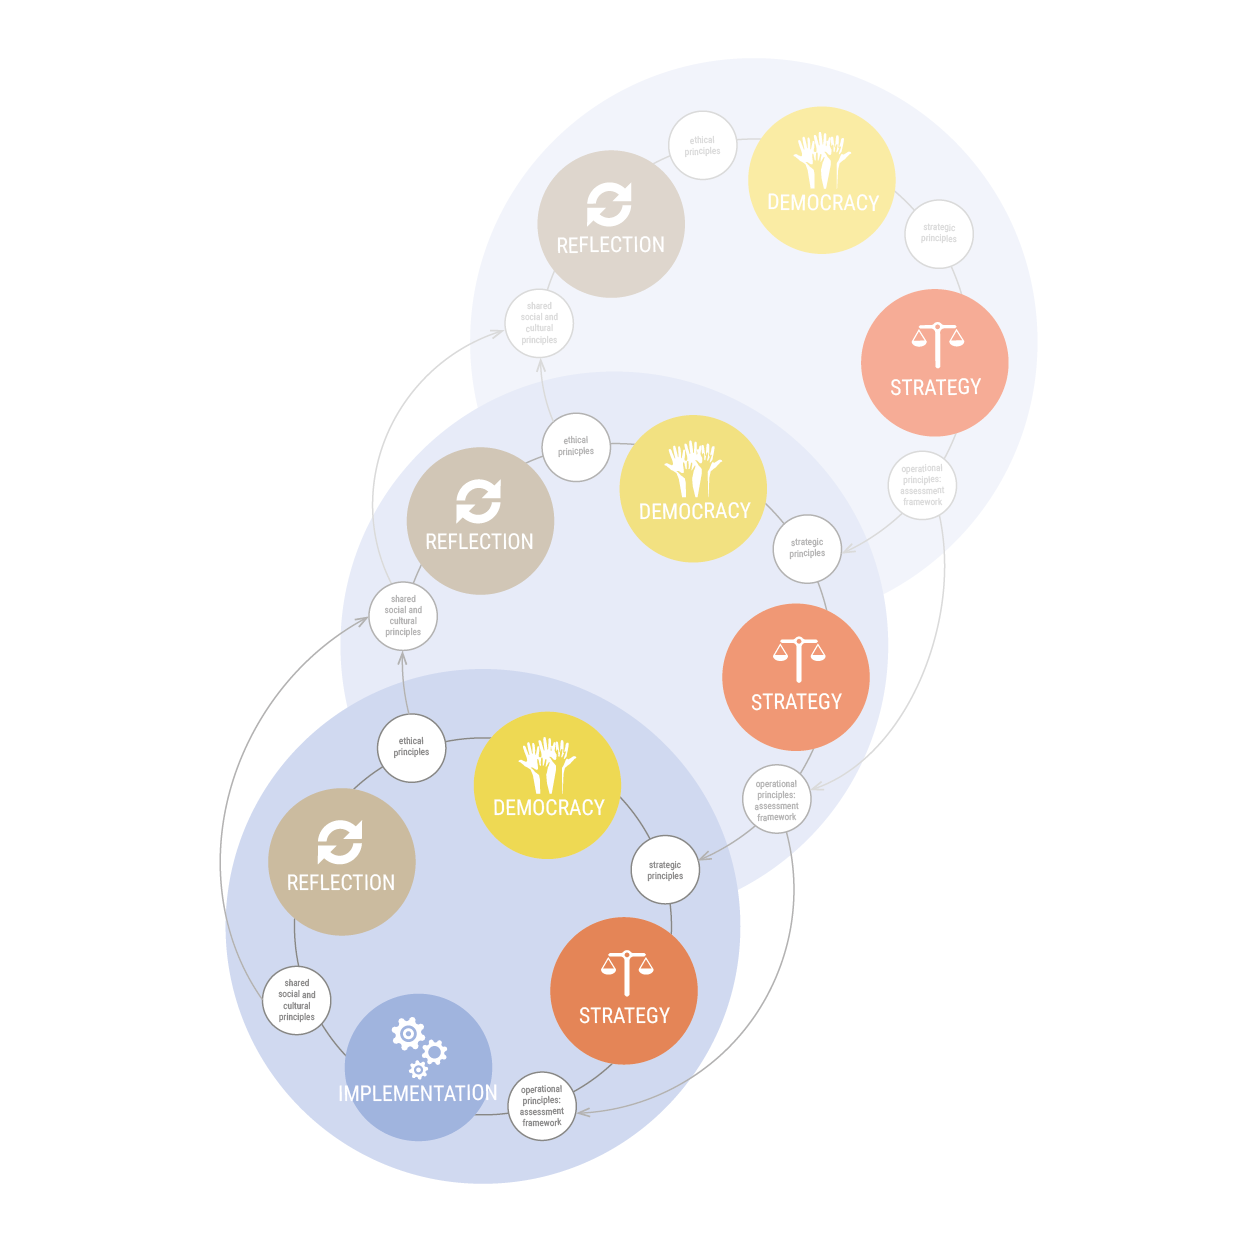 ethical
principles
DEMOCRACY
REFLECTION
strategic
principles
shared
social and
cultural
principles
STRATEGY
operational
principles:
assessment
framework
ethical
priniciples
DEMOCRACY
REFLECTION
strategic
principles
shared
social and
cultural
principles
STRATEGY
operational
principles:
assessment
framework
ethical
principles
DEMOCRACY
REFLECTION
strategic
principles
shared
social and
cultural
principles
STRATEGY
IMPLEMENTATION
operational
principles:
assessment
framework